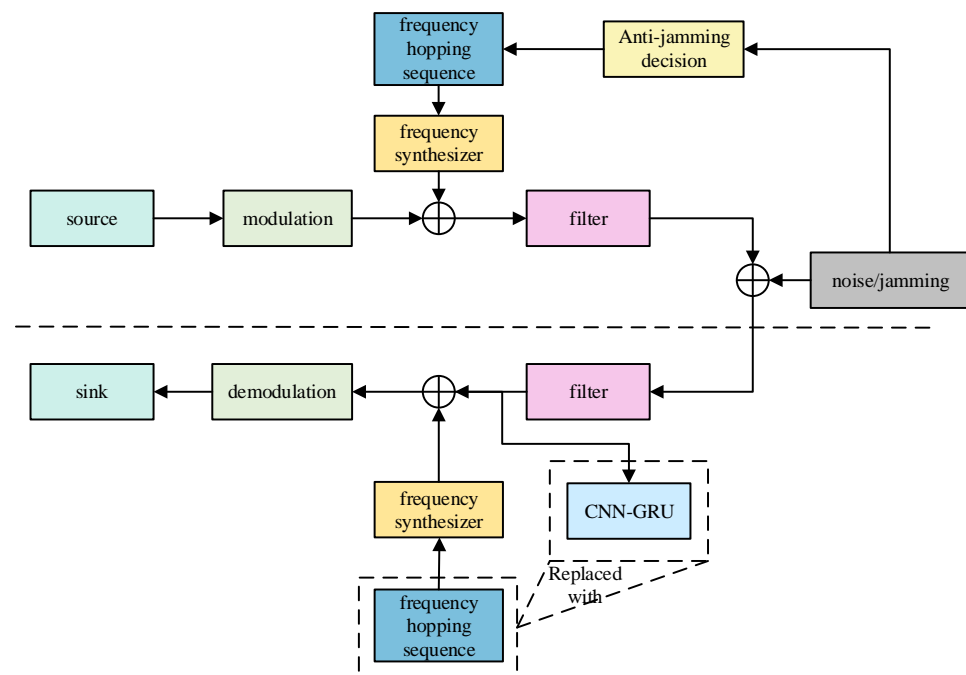 frequency
hopping
sequence
Anti-jamming
decision
frequency
synthesizer
source
modulation
filter
noise/jamming
sink
demodulation
filter
frequency
synthesizer
CNN-GRU
Replaced
with
frequency
hopping
sequence